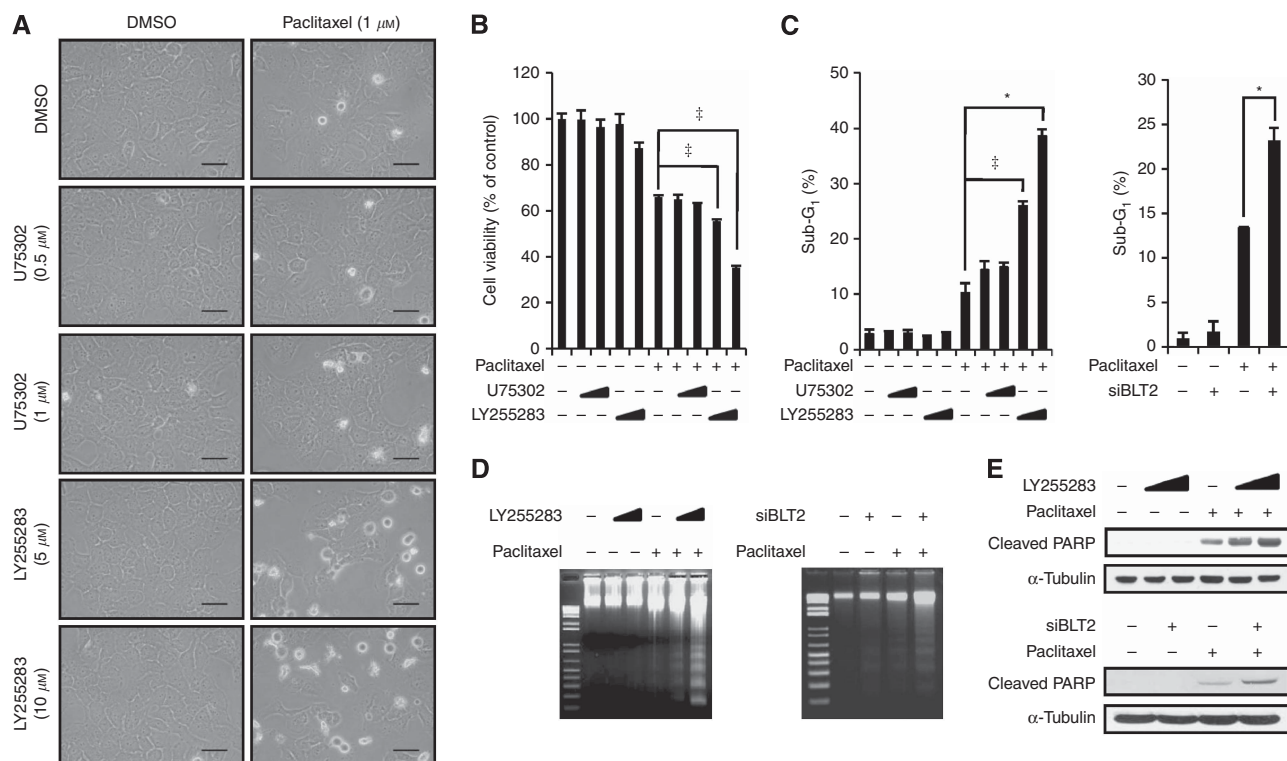 A
DMSO
Paclitaxel (1 μM)
DMSO
U75302
(0.5 μM)
U75302
(1 μM)
LY255283
(5 μM)
LY255283
(10 μM)
B
120
100
80
60
40
20
0
Cell viability (% of control)
‡
‡
Paclitaxel – – – – – + + + + +
U75302 – – – – – –
LY255283 – – – – – –
C
50
40
30
20
10
0
Sub-G1 (%)
*
‡
Paclitaxel – – – – – + + + + +
U75302 – – – – – –
LY255283 – – – – – –
30
25
20
15
10
5
0
Sub-G1 (%)
*
Paclitaxel – – + +
siBLT2 – + – +
D
LY255283 – –
Paclitaxel – – – + + +
siBLT2 – + – +
Paclitaxel – – + +
E
LY255283 – –
Paclitaxel – – – + + +
Cleaved PARP
α-Tubulin
siBLT2 – + – +
Paclitaxel – – + +
Cleaved PARP
α-Tubulin